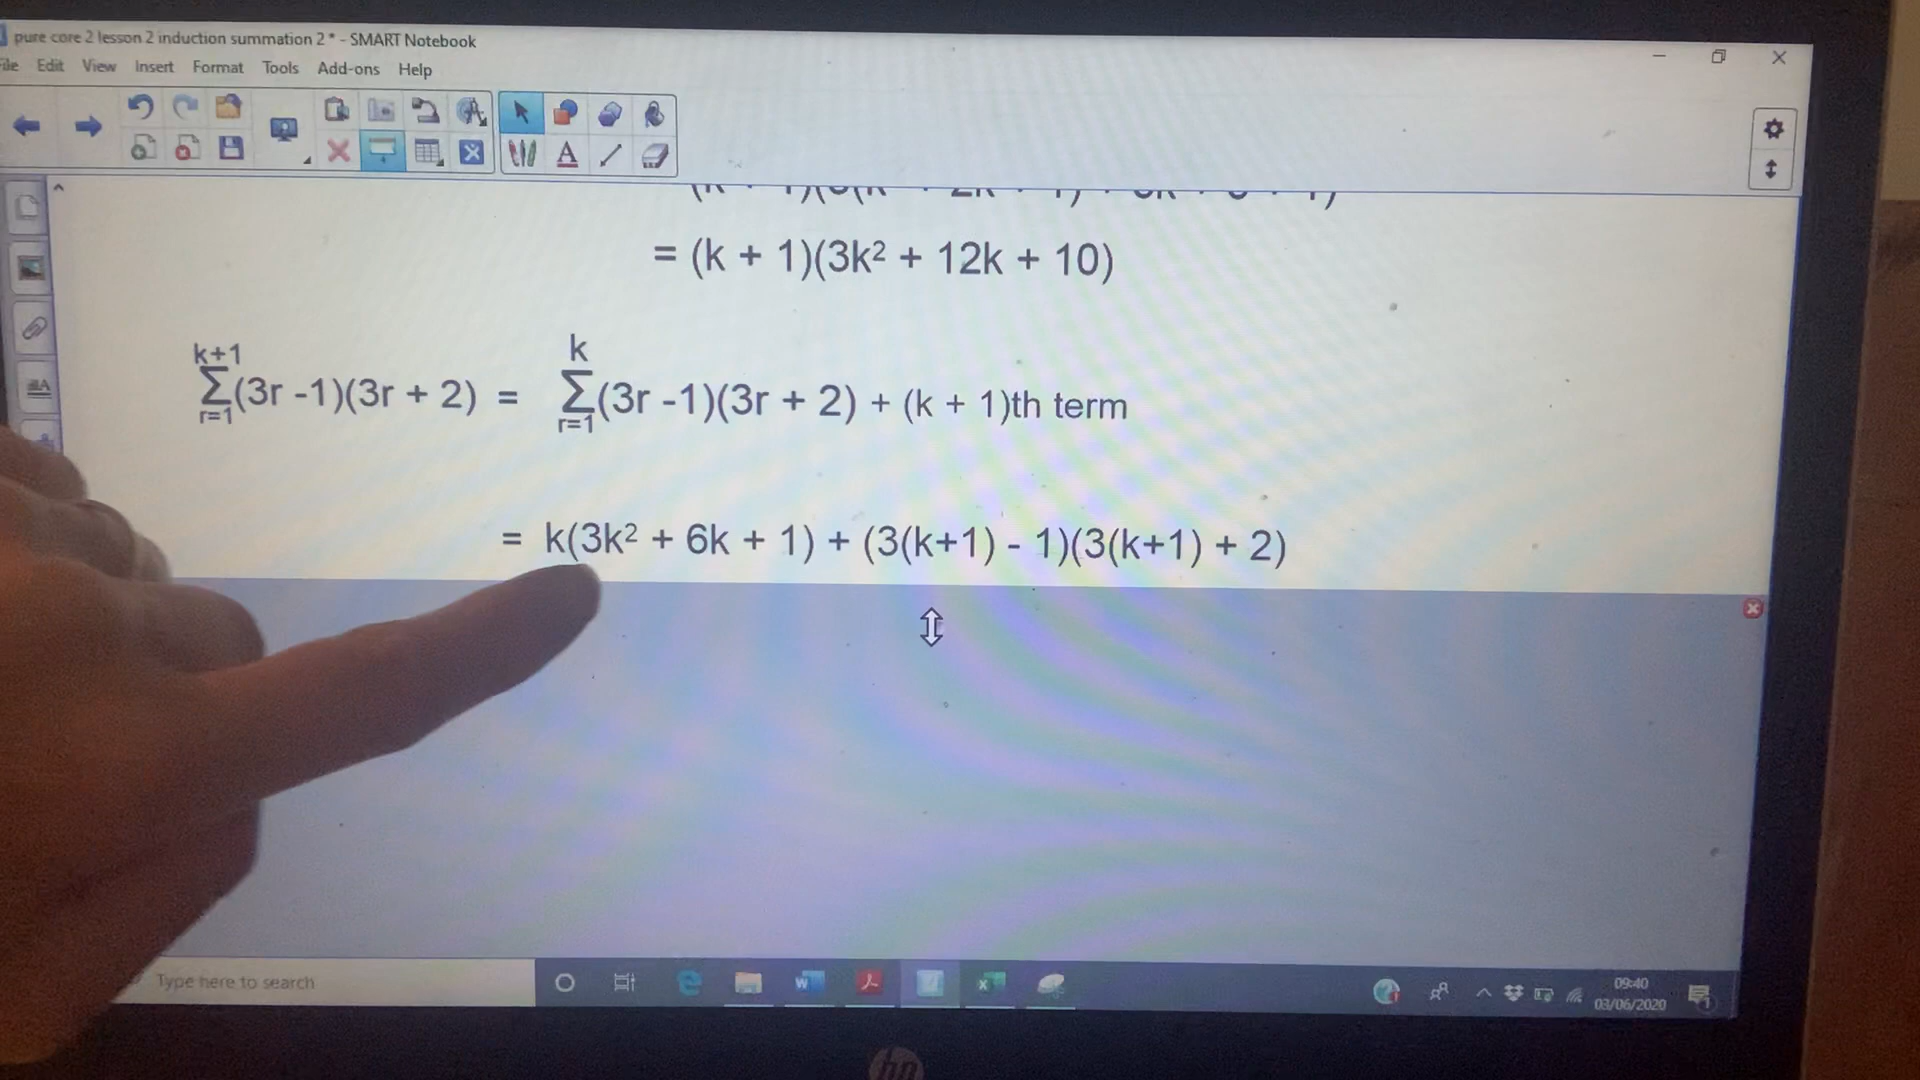 pure core 2 lesson 2 induction summation 2 * - SMART Notebook
File Edit View Insert Format Tools Add-ons Help
= (k + 1)(3k² + 12k + 10)
k+1
k
Σ(3r -1)(3r + 2) = Σ(3r -1)(3r + 2) + (k + 1)th term
r=1
r=1
= k(3k² + 6k + 1) + (3(k+1) - 1)(3(k+1) + 2)
Type here to search
09:40
03/06/2020
hp